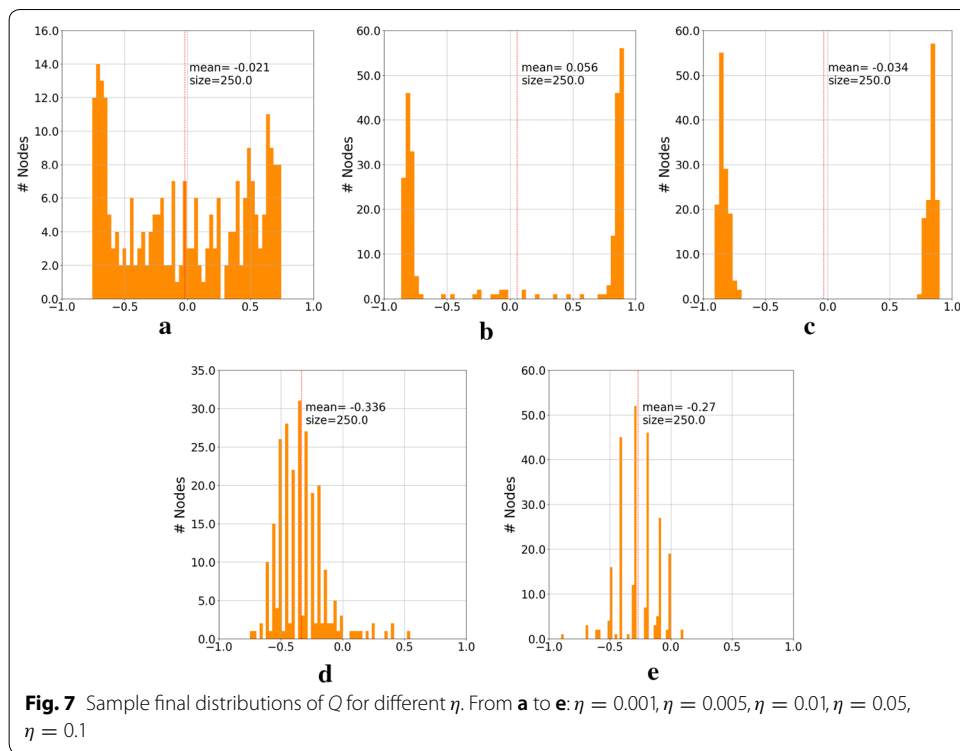 16.0
14.0
12.0
10.0
8.0
6.0
4.0
2.0
0.0
# Nodes
mean= -0.021
size=250.0
−1.0 −0.5 0.0 0.5 1.0
a
60.0
50.0
40.0
30.0
20.0
10.0
0.0
# Nodes
mean= 0.056
size=250.0
−1.0 −0.5 0.0 0.5 1.0
b
60.0
50.0
40.0
30.0
20.0
10.0
0.0
# Nodes
mean= -0.034
size=250.0
−1.0 −0.5 0.0 0.5 1.0
c
35.0
30.0
25.0
20.0
15.0
10.0
5.0
0.0
# Nodes
mean= -0.336
size=250.0
−1.0 −0.5 0.0 0.5 1.0
d
60.0
50.0
40.0
30.0
20.0
10.0
0.0
# Nodes
mean= -0.27
size=250.0
−1.0 −0.5 0.0 0.5 1.0
e
Fig. 7 Sample final distributions of Q for different η. From a to e: η = 0.001, η = 0.005, η = 0.01, η = 0.05,
η = 0.1